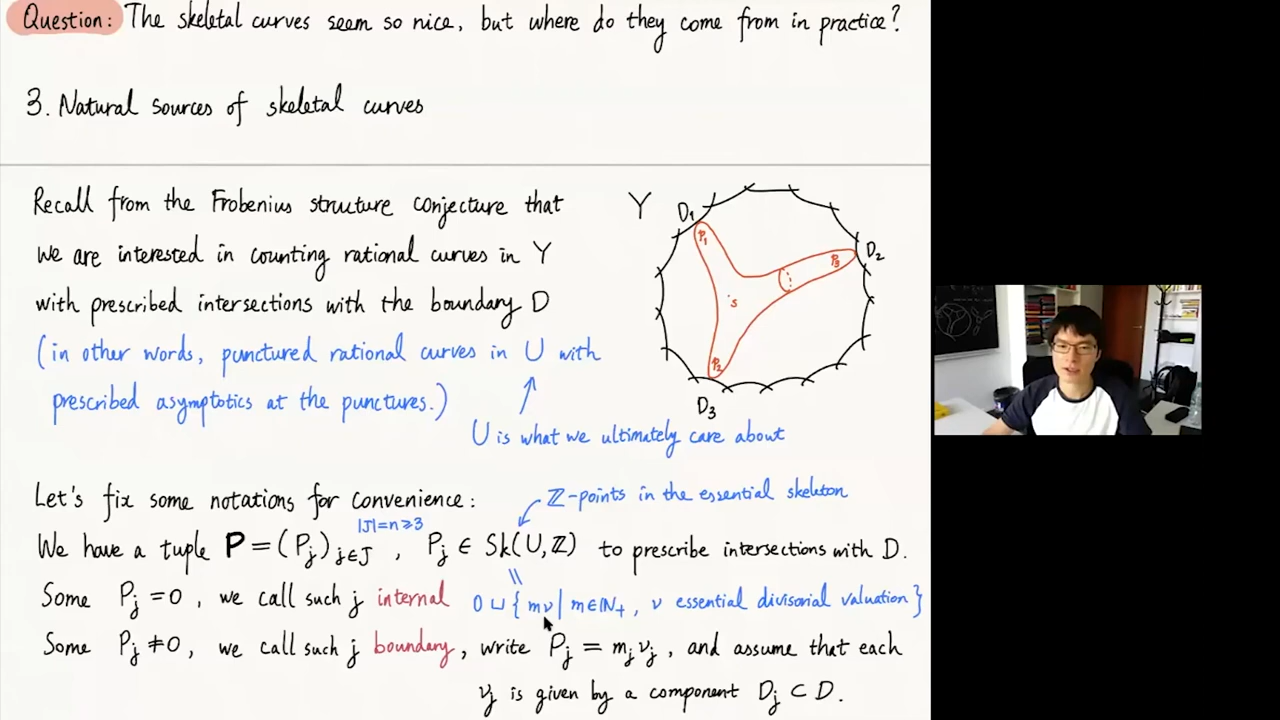 Question: The skeletal curves seem so nice, but where do they come from in practice?
3. Natural sources of skeletal curves
Recall from the Frobenius structure conjecture that
we are interested in counting rational curves in Y
with prescribed intersections with the boundary D
(in other words, punctured rational curves in U with
prescribed asymptotics at the punctures.)
U is what we ultimately care about
Y
D₁
D₂
D₃
P₁
P₃
P₂
s
Let's fix some notations for convenience:
ℤ-points in the essential skeleton
|J|=n≥3
We have a tuple P=(Pⱼ)ⱼ∈J , Pⱼ ∈ Sk(U,ℤ) to prescribe intersections with D.
Some Pⱼ=0, we call such j internal
0 ⊔ {mν | m∈ℕ₊, ν essential divisorial valuation}
Some Pⱼ≠0, we call such j boundary, write Pⱼ = mⱼνⱼ, and assume that each
νⱼ is given by a component Dⱼ ⊂ D.